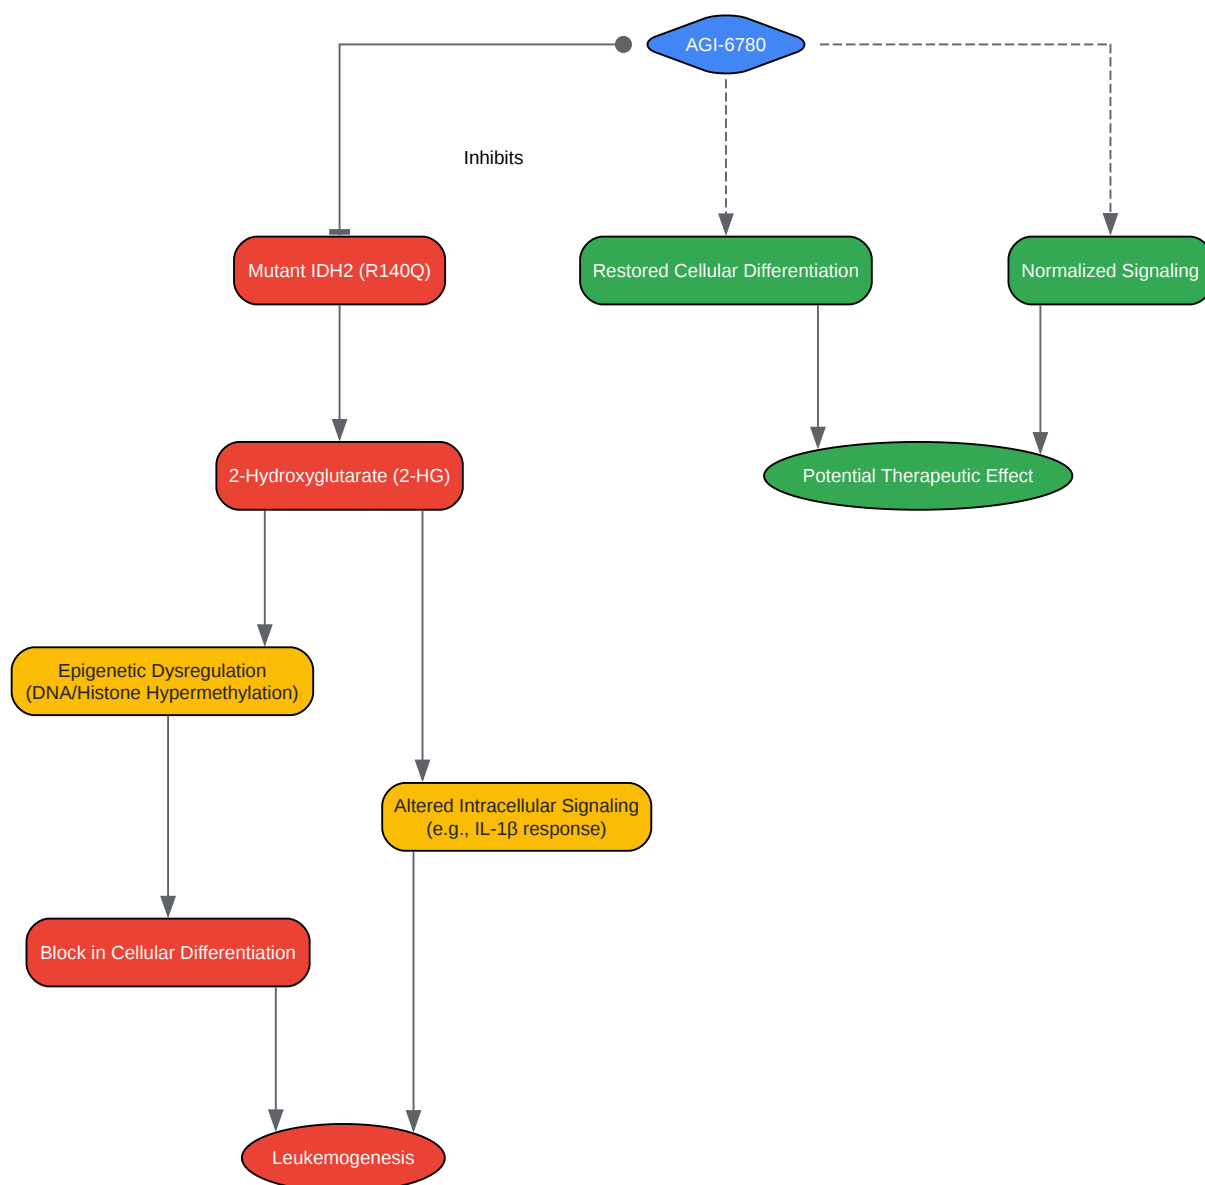 AGI-6780
Inhibits
Mutant IDH2 (R140Q)
Restored Cellular Differentiation
Normalized Signaling
2-Hydroxyglutarate (2-HG)
Potential Therapeutic Effect
Epigenetic Dysregulation
(DNA/Histone Hypermethylation)
Altered Intracellular Signaling
(e.g., IL-1β response)
Block in Cellular Differentiation
Leukemogenesis